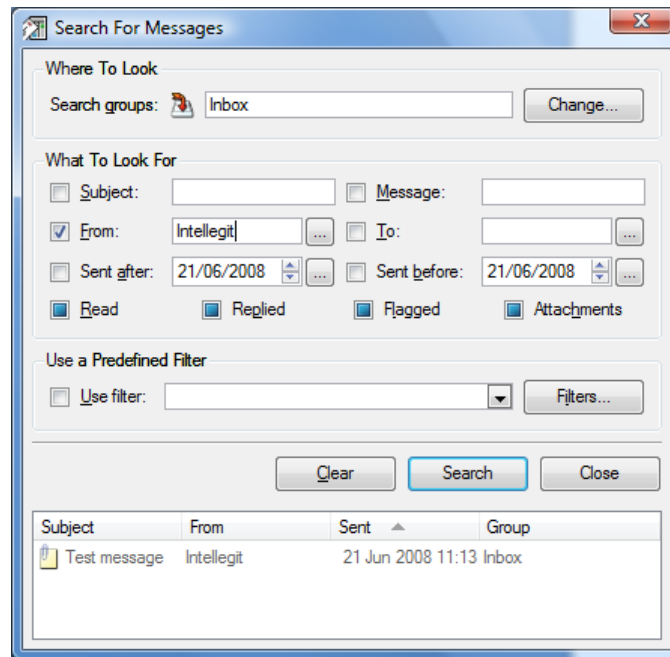 Search For Messages
Where To Look
Search groups: Inbox Change...
What To Look For
Subject: Message:
From: Intellegit ... To: ...
Sent after: 21/06/2008 ... Sent before: 21/06/2008 ...
Read Replied Flagged Attachments
Use a Predefined Filter
Use filter: Filters...
Clear Search Close
Subject From Sent Group
Test message Intellegit 21 Jun 2008 11:13 Inbox